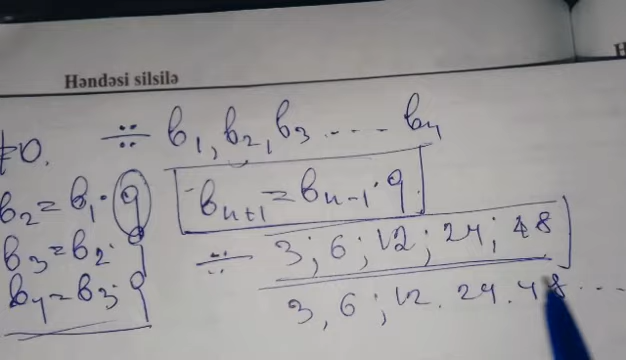 Həndəsi silsilə
H
≠0. ÷ b₁, b₂, b₃ .... bₙ
b₂ = b₁ · q
bₙ₊₁ = bₙ₋₁ · q
b₃ = b₂ · q
÷ 3; 6; 12; 24; 48
b₄ = b₃ · q
3, 6; 12. 24. 48 ...